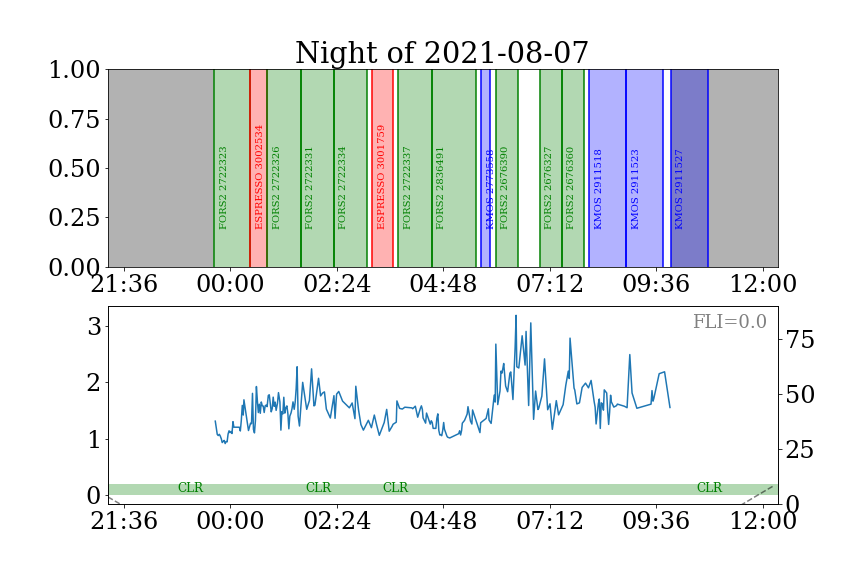 Night of 2021-08-07
1.00
0.75
0.50
0.25
0.00
FORS2 2722323
ESPRESSO 3002534
FORS2 2722326
FORS2 2722331
FORS2 2722334
ESPRESSO 3001759
FORS2 2722337
FORS2 2836491
KMOS 2773558
FORS2 2676390
FORS2 2676327
FORS2 2676360
KMOS 2911518
KMOS 2911523
KMOS 2911527
21:36 00:00 02:24 04:48 07:12 09:36 12:00
FLI=0.0
3
2
1
0
75
50
25
0
CLR CLR CLR CLR
21:36 00:00 02:24 04:48 07:12 09:36 12:00